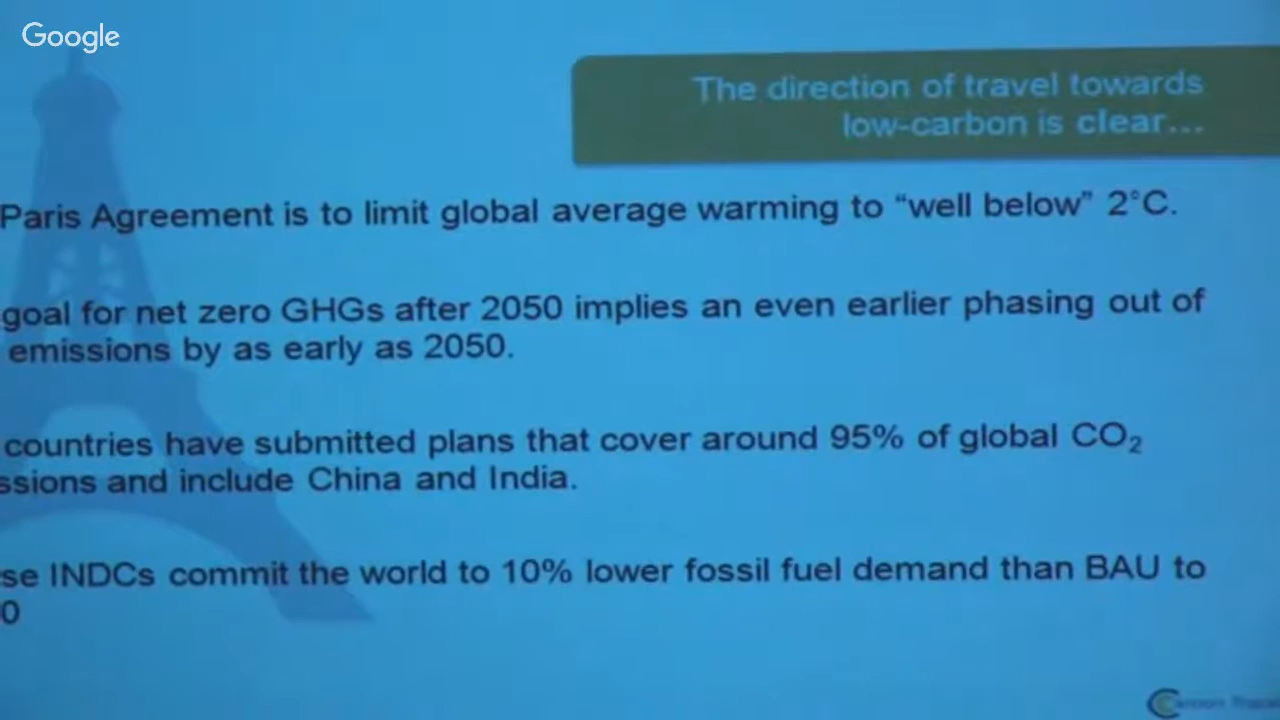 Google
The direction of travel towards
low-carbon is clear...
Paris Agreement is to limit global average warming to “well below” 2°C.
goal for net zero GHGs after 2050 implies an even earlier phasing out of
emissions by as early as 2050.
countries have submitted plans that cover around 95% of global CO₂
ssions and include China and India.
se INDCs commit the world to 10% lower fossil fuel demand than BAU to
0